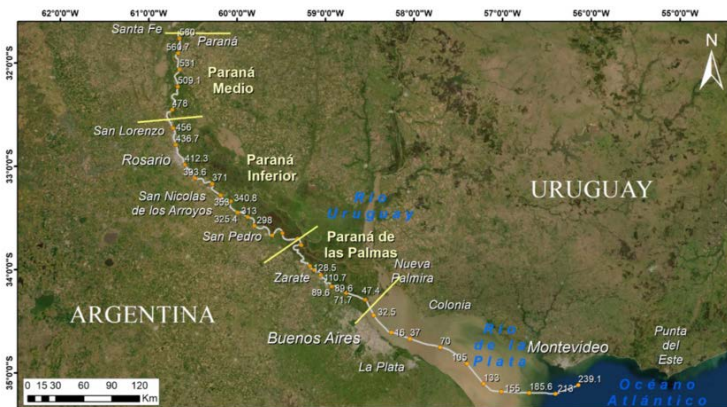 62°0'0"O
61°0'0"O
60°0'0"O
59°0'0"O
58°0'0"O
57°0'0"O
56°0'0"O
55°0'0"O
Santa Fe
580
Paraná
560.7
531
509.1
Paraná
Medio
478
San Lorenzo
456
436.7
Rosario
412.3
393.6
371
Paraná
Inferior
San Nicolas
de los Arroyos
359
340.8
325.4
313
298
San Pedro
Río
Uruguay
Paraná de
las Palmas
Zarate
128.5
110.7
89.6
89.6
71.7
47.4
Nueva
Palmira
32.5
Colonia
Buenos Aires
46
37
La Plata
70
105
Río
de la
Plata
133
155
185.6
213
239.1
Montevideo
Punta
del
Este
Océano
Atlántico
ARGENTINA
URUGUAY
N
32°0'0"S
33°0'0"S
34°0'0"S
35°0'0"S
0 15 30 60 90 120
Km